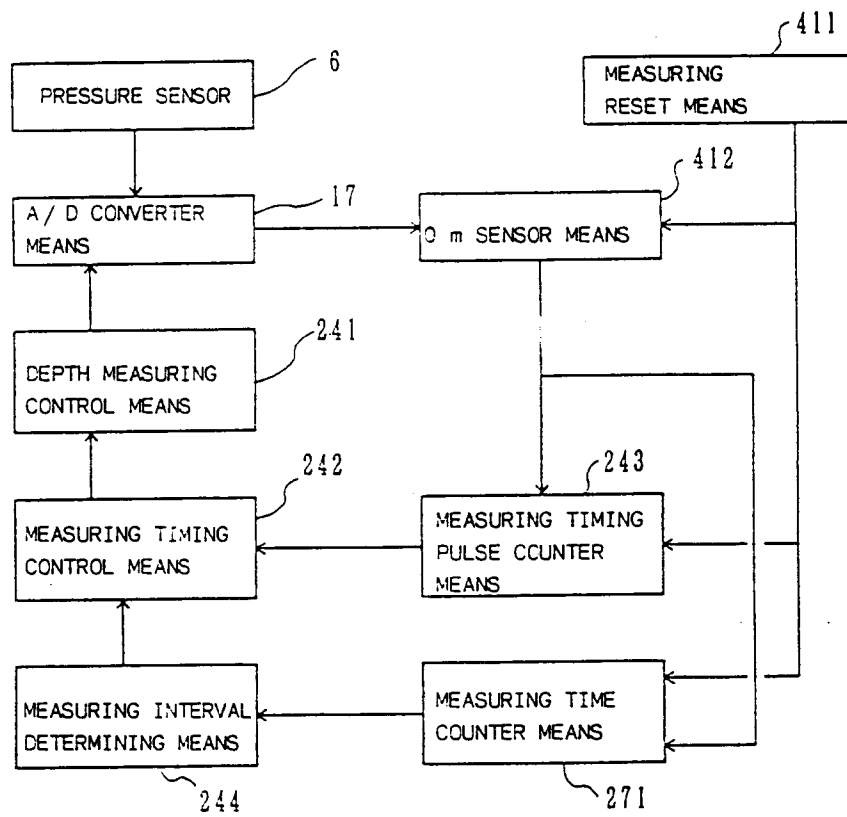 411
6
MEASURING
RESET MEANS
PRESSURE SENSOR
412
17
A / D CONVERTER
MEANS
0 m SENSOR MEANS
241
DEPTH MEASURING
CONTROL MEANS
242
243
MEASURING TIMING
CONTROL MEANS
MEASURING TIMING
PULSE CCUNTER
MEANS
MEASURING INTERVAL
DETERMINING MEANS
MEASURING TIME
COUNTER MEANS
244
271